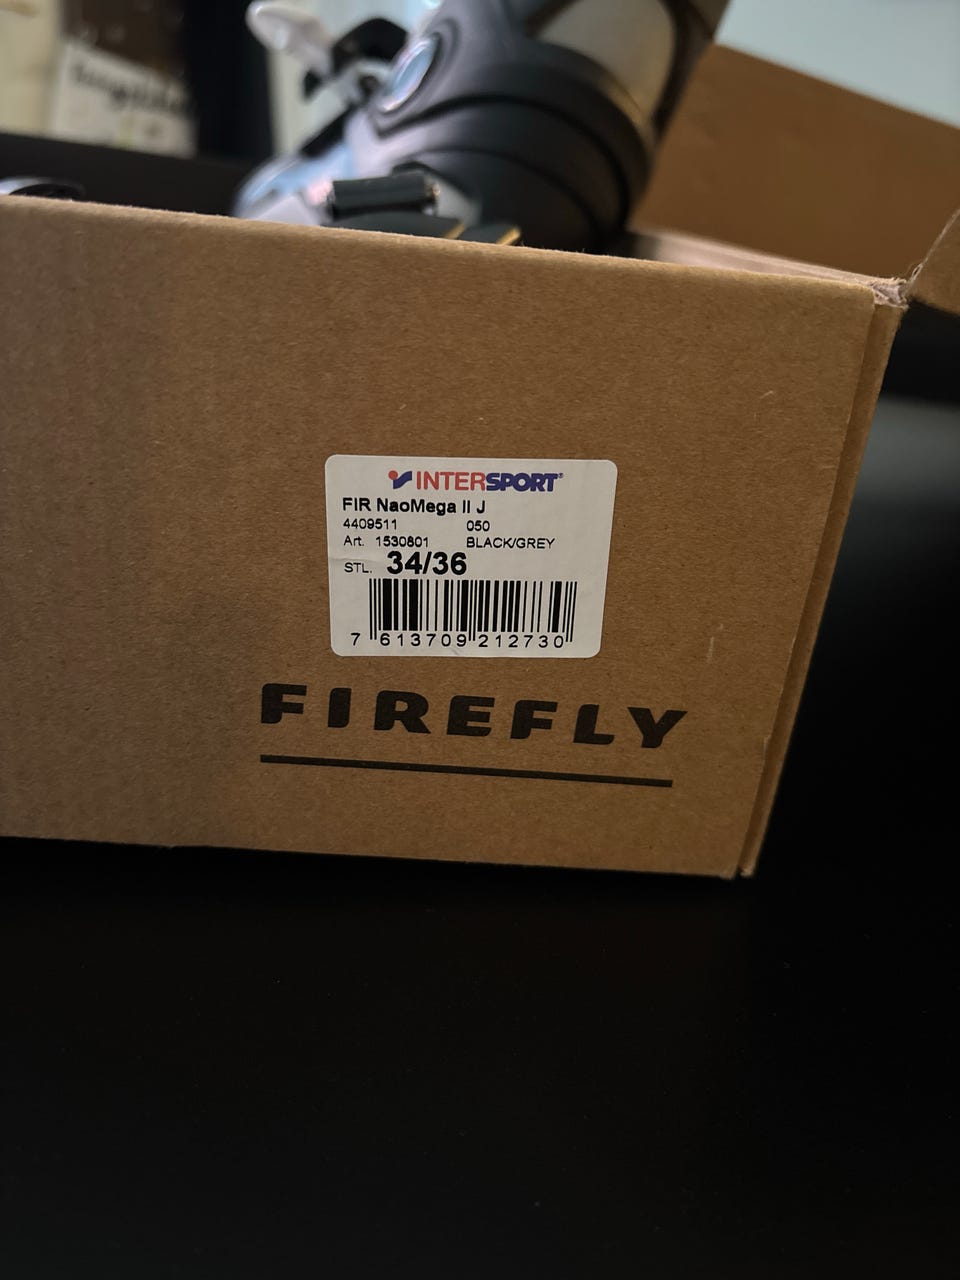 INTERSPORT®
FIR NaoMega II J
4409511 050
Art. 1530801 BLACK/GREY
STL. 34/36
7 613709 212730
FIREFLY